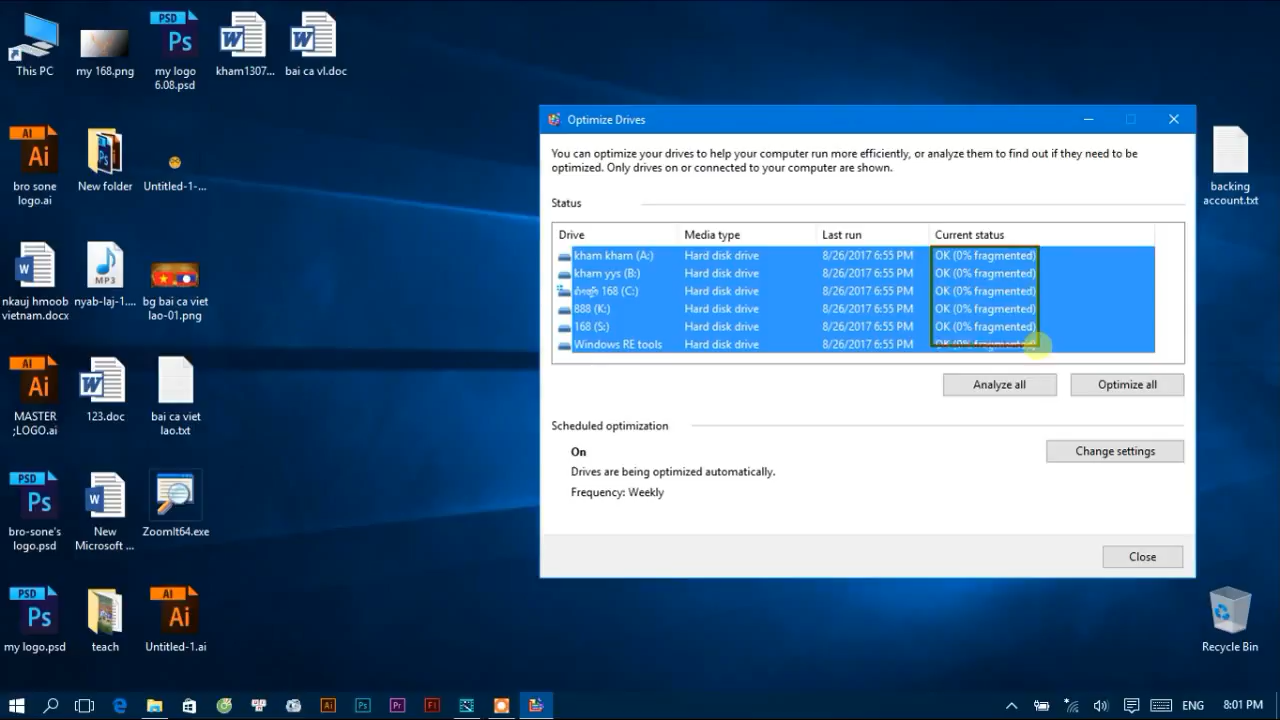 This PC
my 168.png
PSD
Ps
my logo
6.08.psd
W
kham1307...
W
bai ca vl.doc
Ai
Ai
bro sone
logo.ai
New folder
Untitled-1-...
W
nkauj hmoob
vietnam.docx
MP3
nyab-laj-1....
bg bai ca viet
lao-01.png
Ai
Ai
MASTER
;LOGO.ai
W
123.doc
bai ca viet
lao.txt
PSD
Ps
bro-sone's
logo.psd
W
New
Microsoft ...
ZoomIt64.exe
PSD
Ps
my logo.psd
teach
Ai
Ai
Untitled-1.ai
Optimize Drives
You can optimize your drives to help your computer run more efficiently, or analyze them to find out if they need to be
optimized. Only drives on or connected to your computer are shown.
Status
Drive Media type Last run Current status
kham kham (A:) Hard disk drive 8/26/2017 6:55 PM OK (0% fragmented)
kham yys (B:) Hard disk drive 8/26/2017 6:55 PM OK (0% fragmented)
168 (C:) Hard disk drive 8/26/2017 6:55 PM OK (0% fragmented)
888 (K:) Hard disk drive 8/26/2017 6:55 PM OK (0% fragmented)
168 (S:) Hard disk drive 8/26/2017 6:55 PM OK (0% fragmented)
Windows RE tools Hard disk drive 8/26/2017 6:55 PM OK (0% fragmented)
Analyze all
Optimize all
Scheduled optimization
On
Change settings
Drives are being optimized automatically.
Frequency: Weekly
Close
backing
account.txt
Recycle Bin
Ai
Ps
Pr
Fl
ENG
8:01 PM